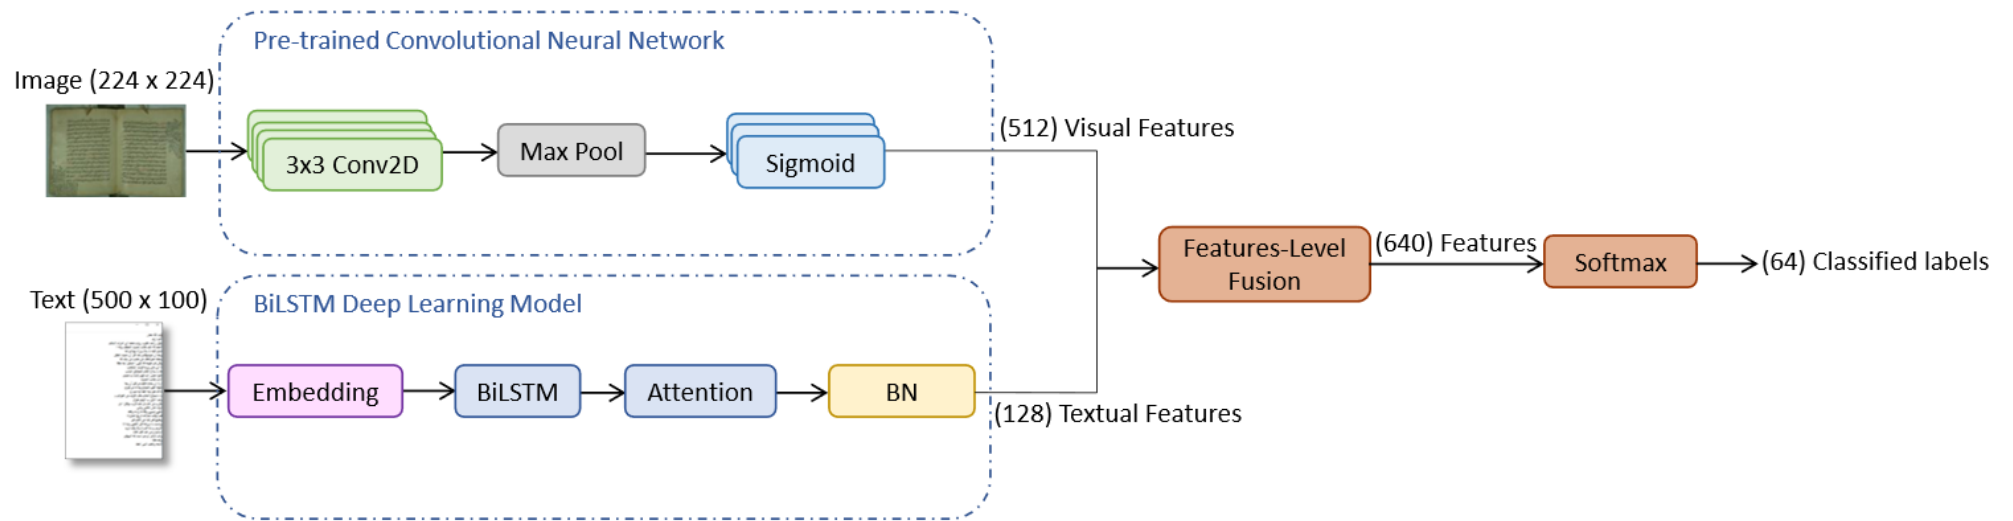 Pre-trained Convolutional Neural Network
Image (224 x 224)
3x3 Conv2D
Max Pool
Sigmoid
(512) Visual Features
Features-Level
Fusion
(640) Features
Softmax
(64) Classified labels
Text (500 x 100)
BiLSTM Deep Learning Model
Embedding
BiLSTM
Attention
BN
(128) Textual Features